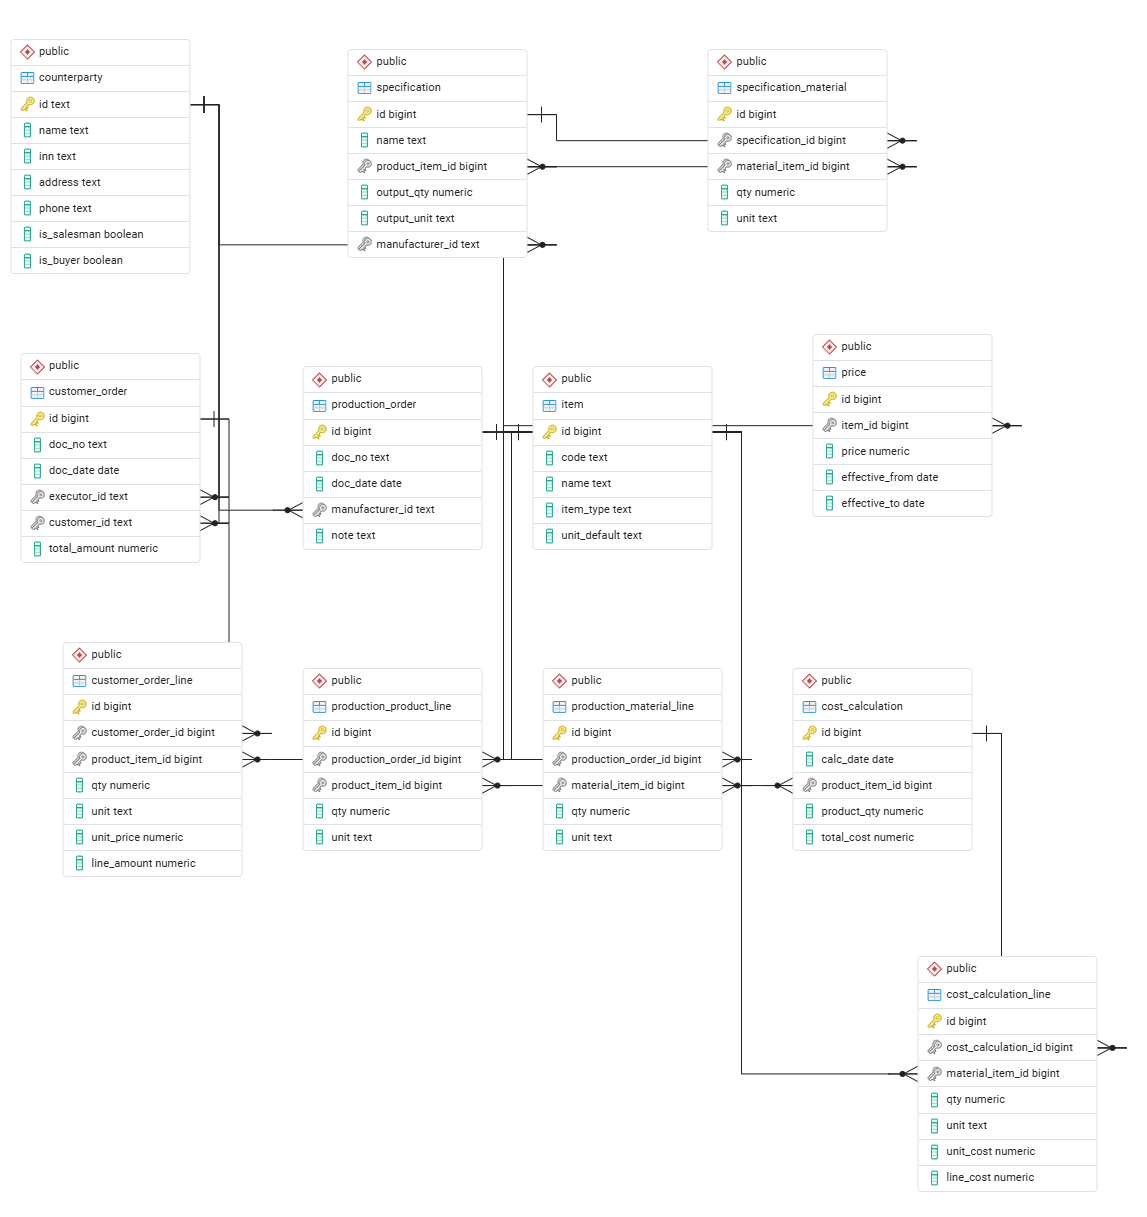 public
counterparty
id text
name text
inn text
address text
phone text
is_salesman boolean
is_buyer boolean
public
specification
id bigint
name text
product_item_id bigint
output_qty numeric
output_unit text
manufacturer_id text
public
specification_material
id bigint
specification_id bigint
material_item_id bigint
qty numeric
unit text
public
customer_order
id bigint
doc_no text
doc_date date
executor_id text
customer_id text
total_amount numeric
public
production_order
id bigint
doc_no text
doc_date date
manufacturer_id text
note text
public
item
id bigint
code text
name text
item_type text
unit_default text
public
price
id bigint
item_id bigint
price numeric
effective_from date
effective_to date
public
customer_order_line
id bigint
customer_order_id bigint
product_item_id bigint
qty numeric
unit text
unit_price numeric
line_amount numeric
public
production_product_line
id bigint
production_order_id bigint
product_item_id bigint
qty numeric
unit text
public
production_material_line
id bigint
production_order_id bigint
material_item_id bigint
qty numeric
unit text
public
cost_calculation
id bigint
calc_date date
product_item_id bigint
product_qty numeric
total_cost numeric
public
cost_calculation_line
id bigint
cost_calculation_id bigint
material_item_id bigint
qty numeric
unit text
unit_cost numeric
line_cost numeric